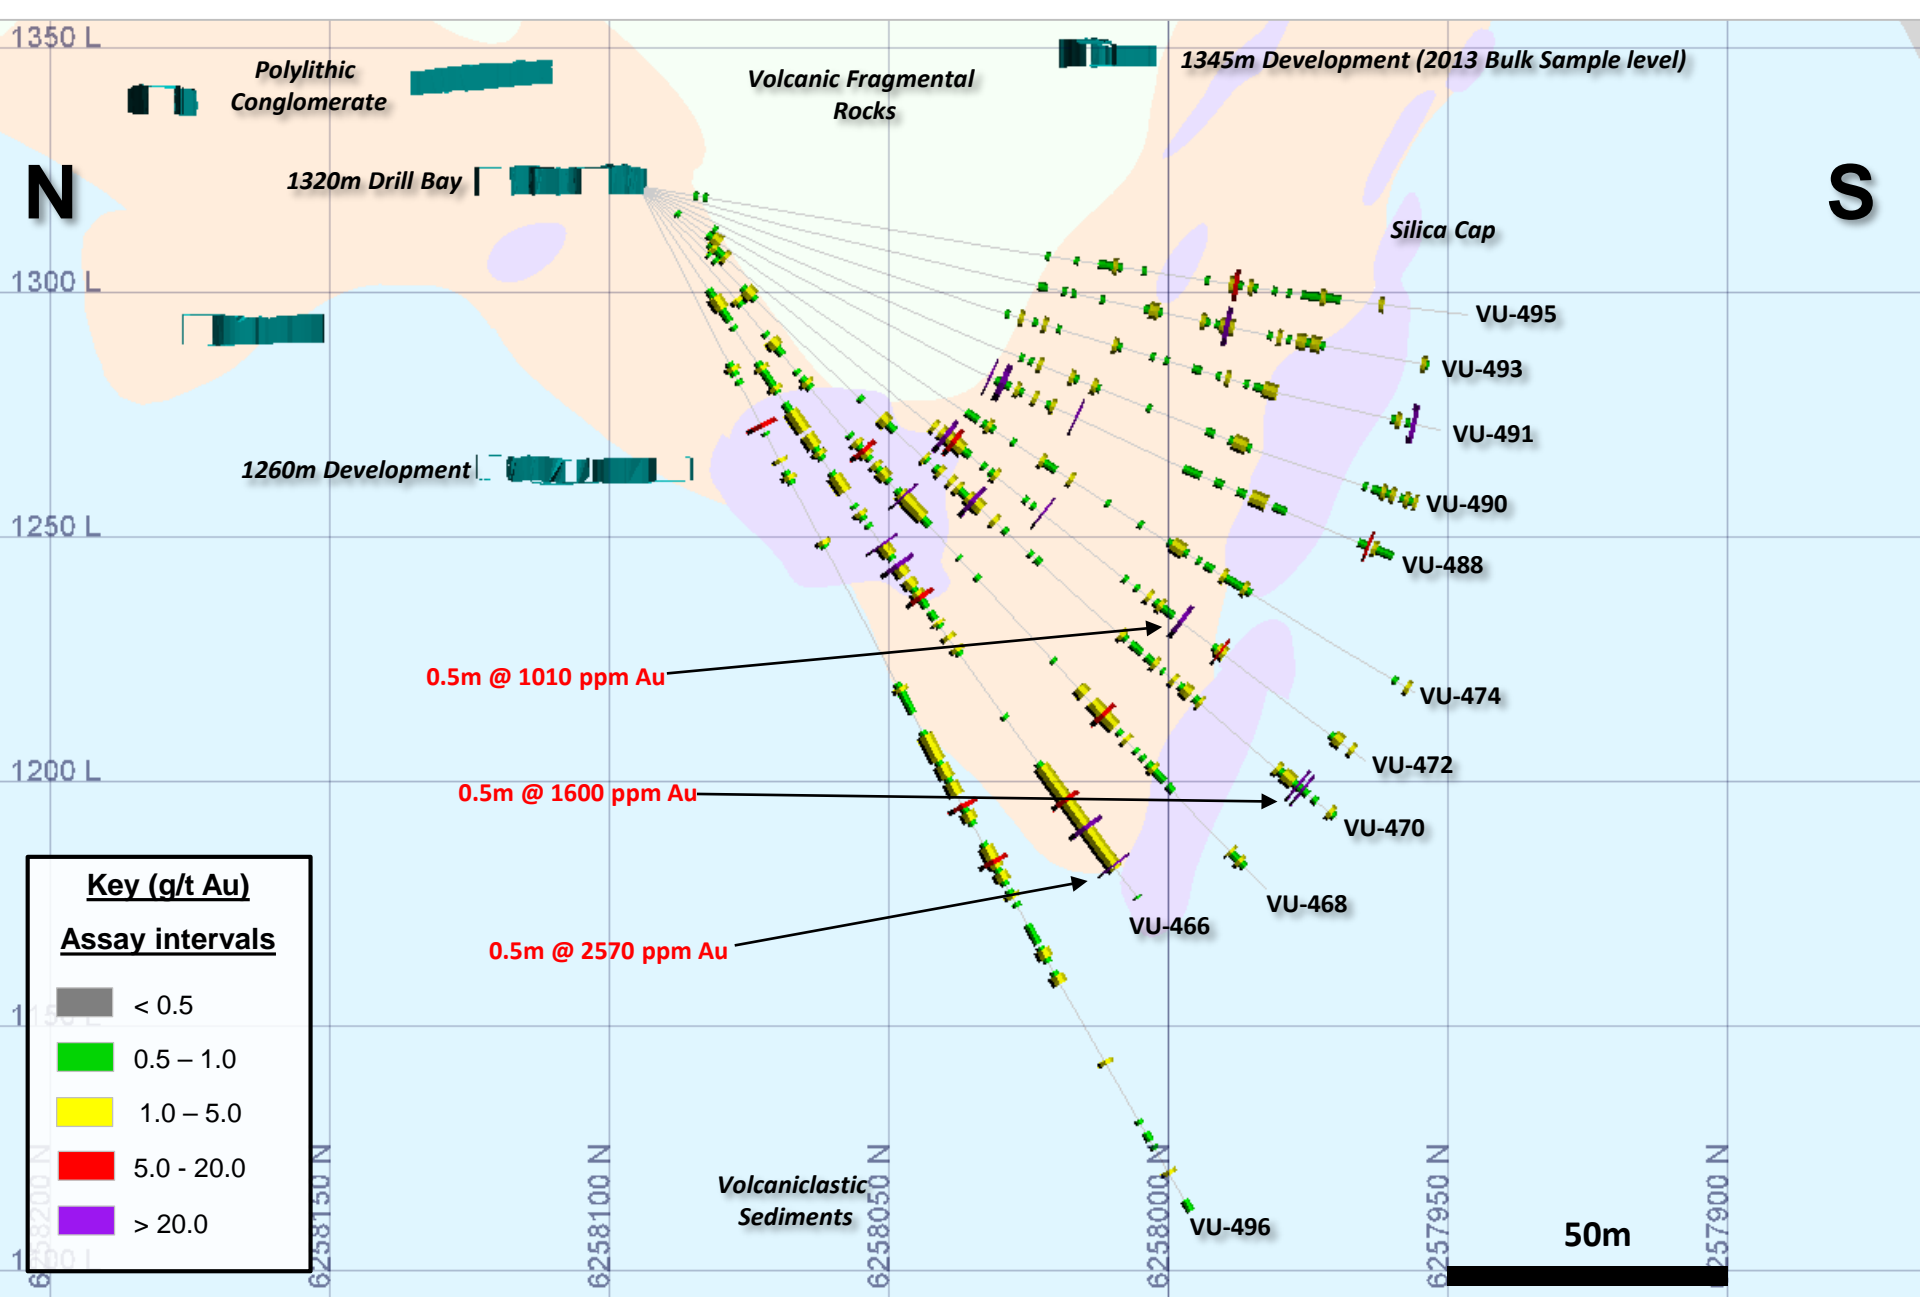 1350 L
Polylithic
Conglomerate
Volcanic Fragmental
Rocks
1345m Development (2013 Bulk Sample level)
N
1320m Drill Bay
S
Silica Cap
1300 L
VU-495
VU-493
VU-491
1260m Development
VU-490
1250 L
VU-488
0.5m @ 1010 ppm Au
VU-474
1200 L
0.5m @ 1600 ppm Au
VU-472
VU-470
Key (g/t Au)
Assay intervals
< 0.5
0.5 – 1.0
1.0 – 5.0
5.0 - 20.0
> 20.0
0.5m @ 2570 ppm Au
VU-468
VU-466
1150 L
Volcaniclastic
Sediments
VU-496
50m
6258200 N
6258150 N
6258100 N
6258050 N
6258000 N
6257950 N
6257900 N